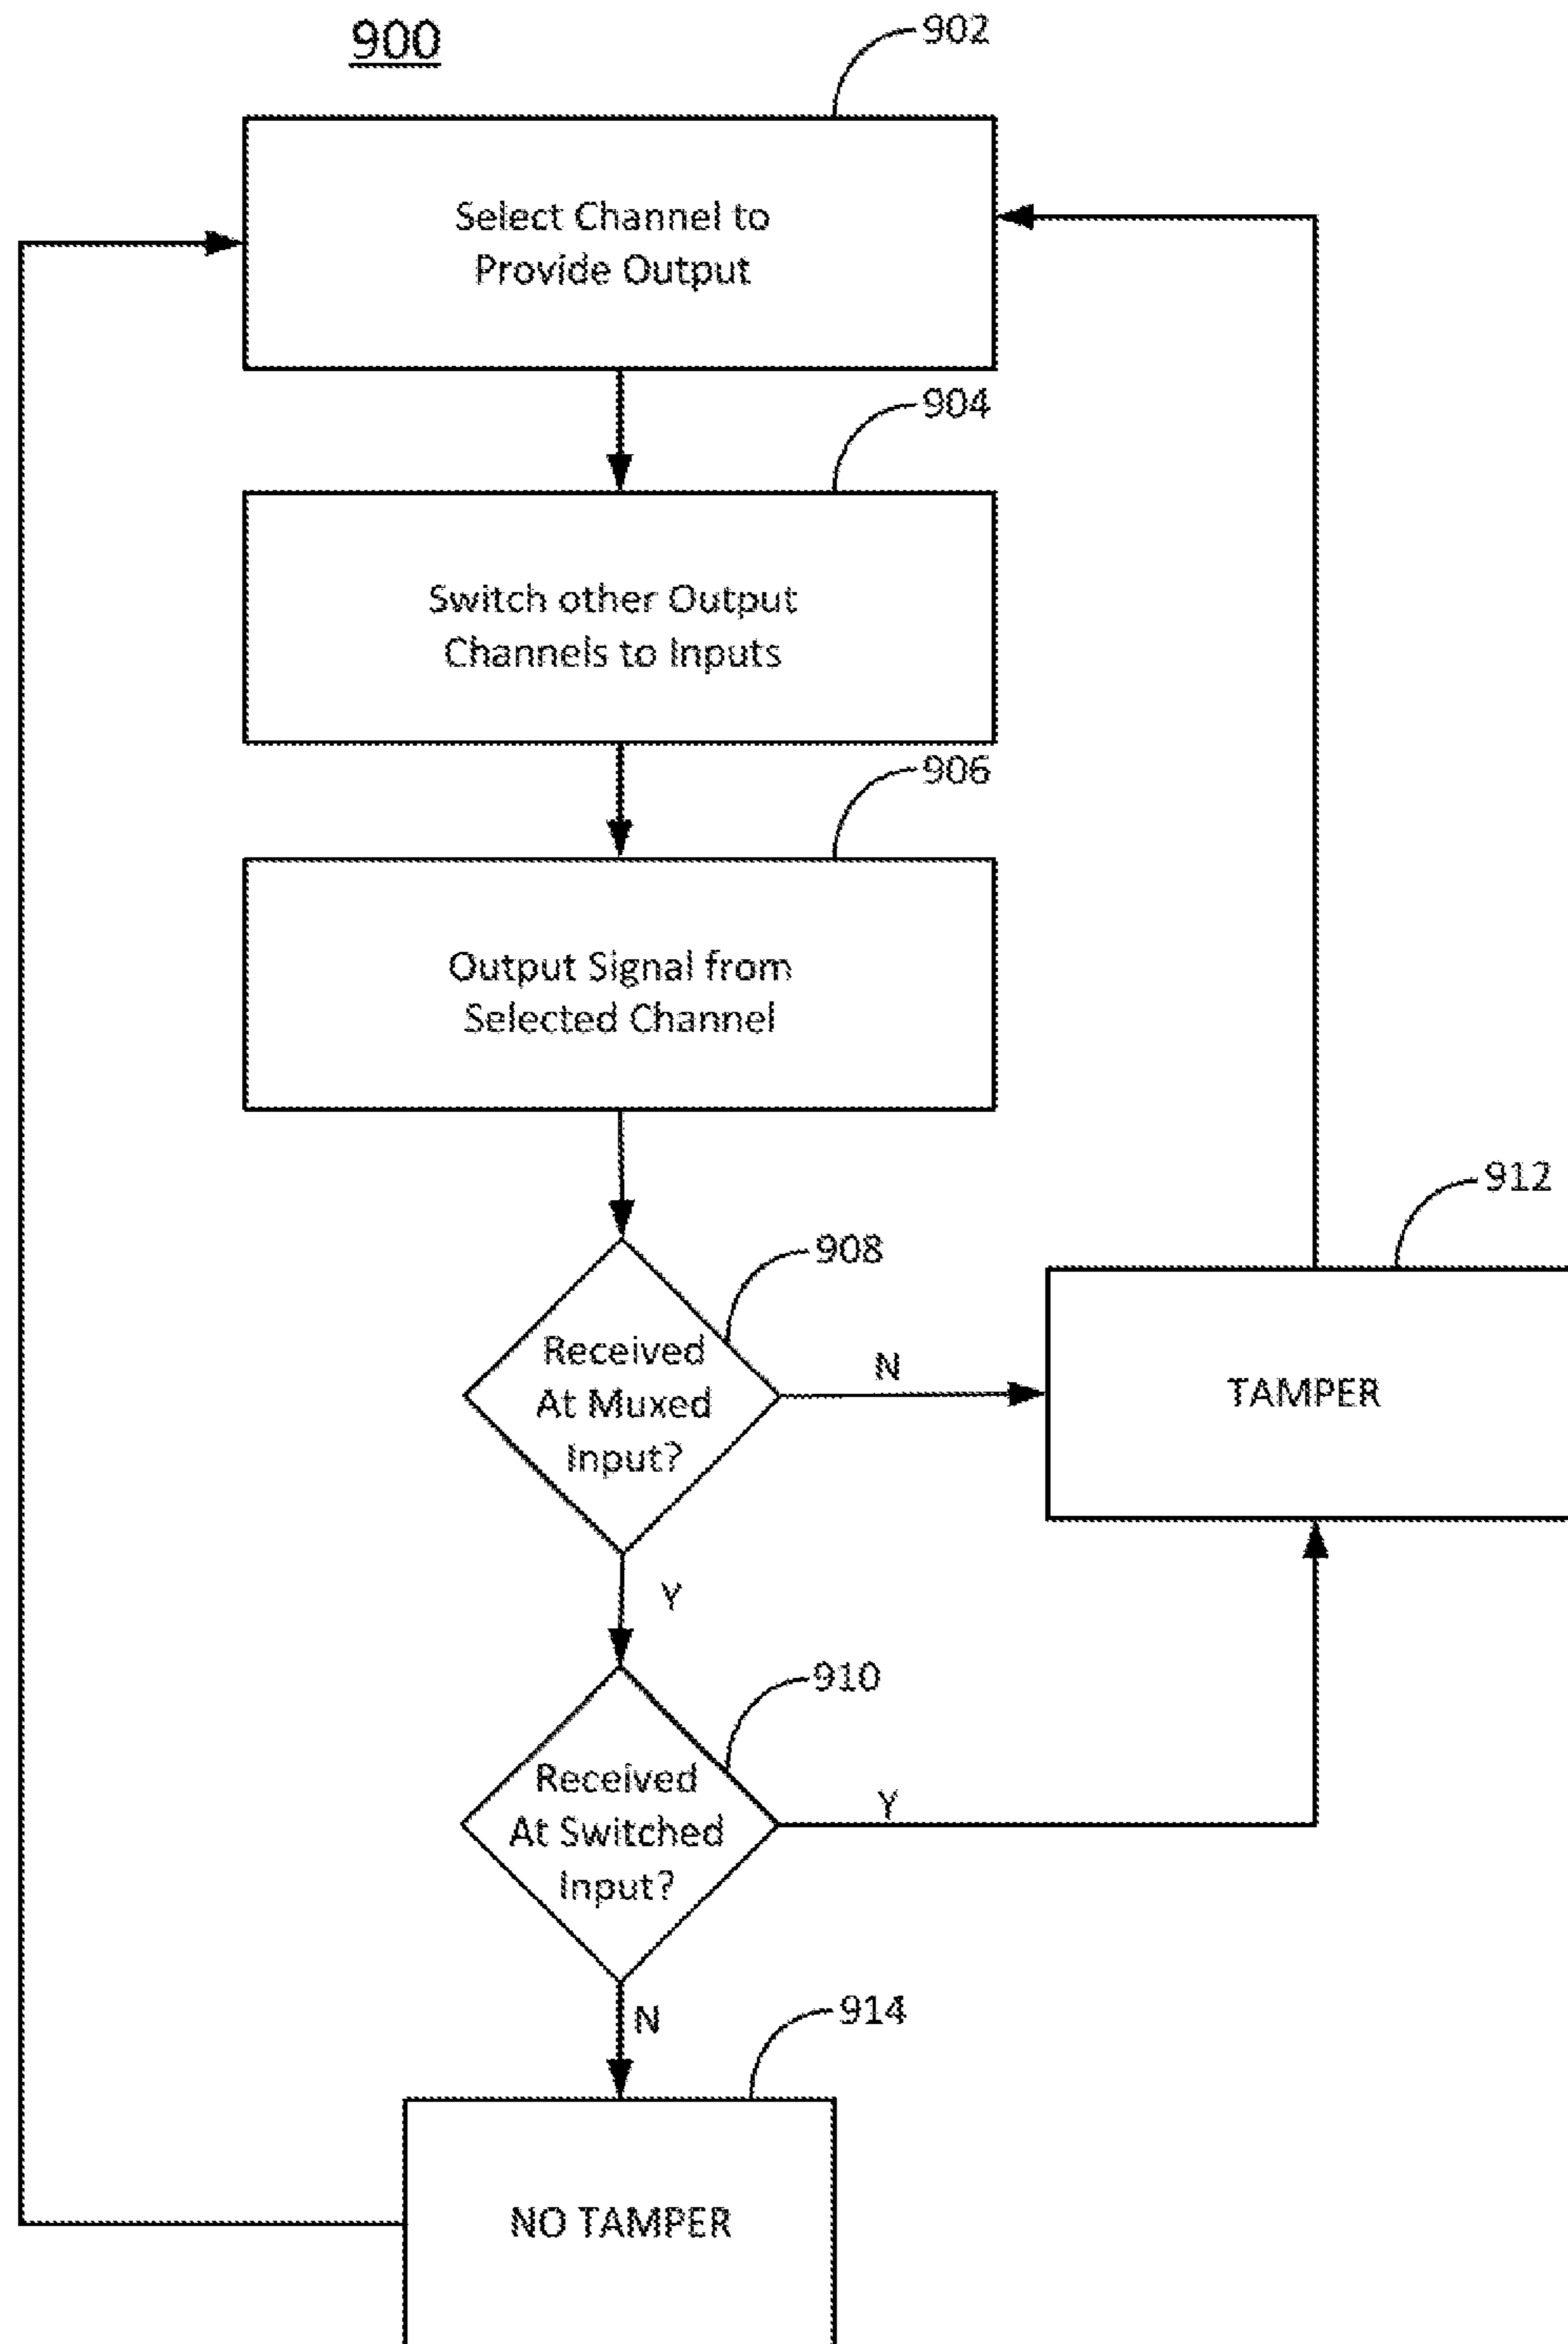 900
902
Select Channel to
Provide Output
904
Switch other Output
Channels to Inputs
906
Output Signal from
Selected Channel
908
Received
At Muxed
Input?
N
912
TAMPER
Y
910
Received
At Switched
Input?
Y
N
914
NO TAMPER